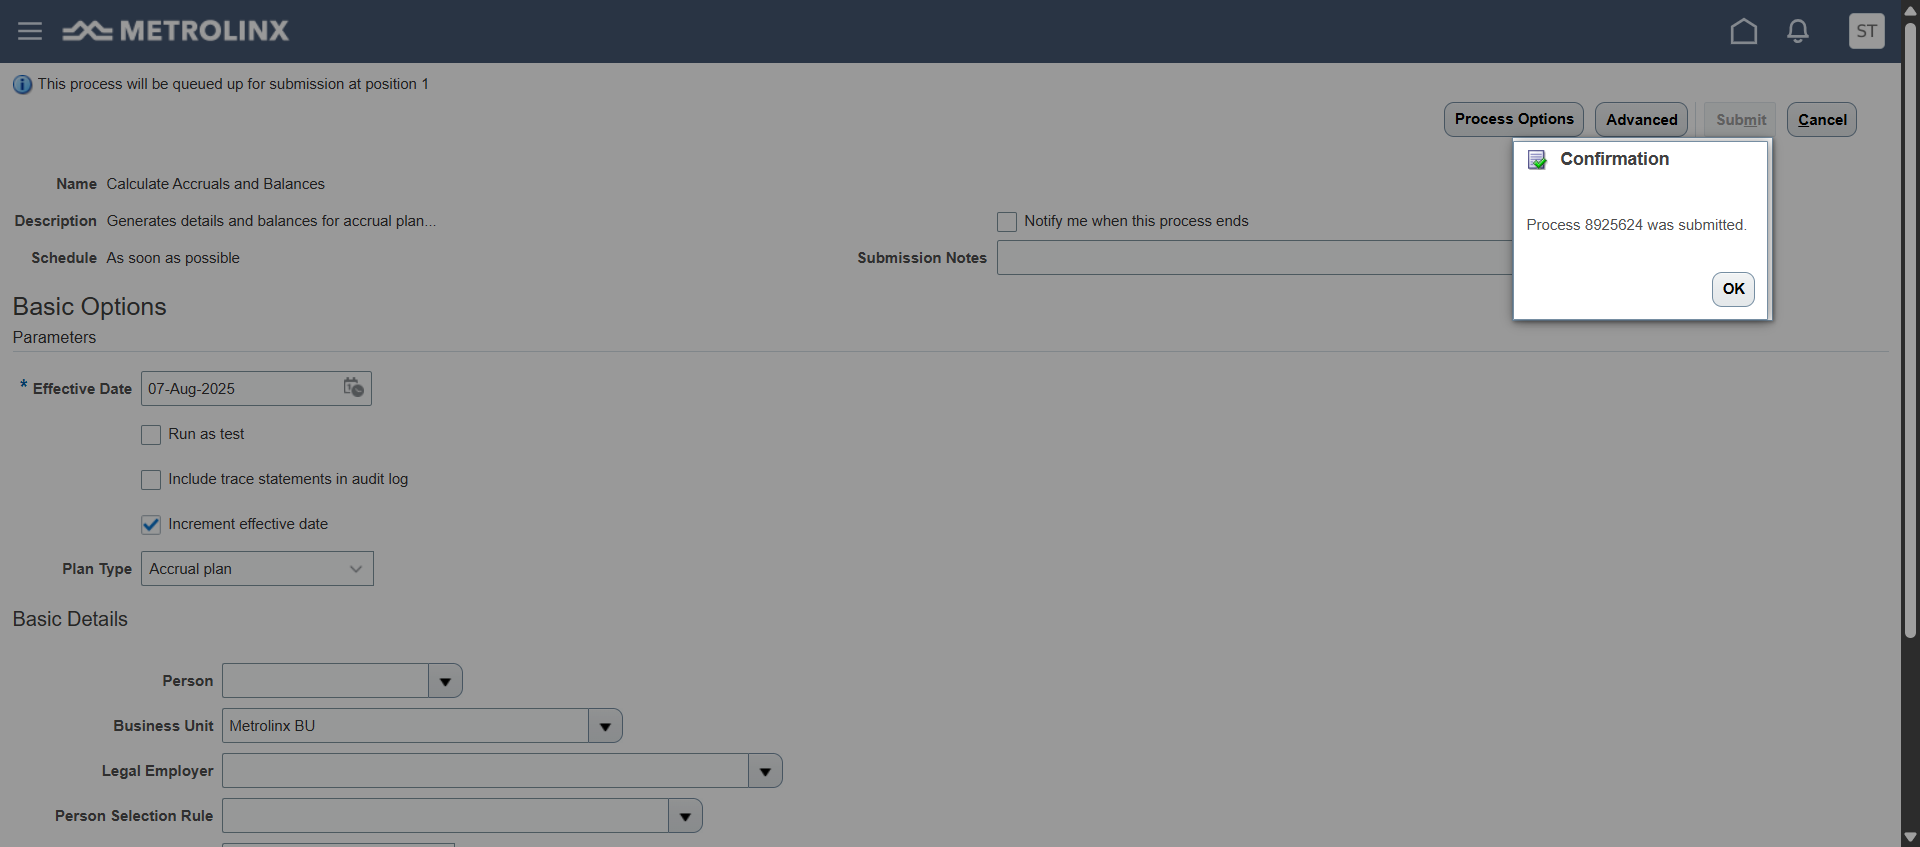 METROLINX
ST
This process will be queued up for submission at position 1
Process Options
Advanced
Submit
Cancel
Confirmation
Process 8925624 was submitted.
OK
Name Calculate Accruals and Balances
Description Generates details and balances for accrual plan...
Notify me when this process ends
Schedule As soon as possible
Submission Notes
Basic Options
Parameters
* Effective Date 07-Aug-2025
Run as test
Include trace statements in audit log
Increment effective date
Plan Type Accrual plan
Basic Details
Person
Business Unit Metrolinx BU
Legal Employer
Person Selection Rule